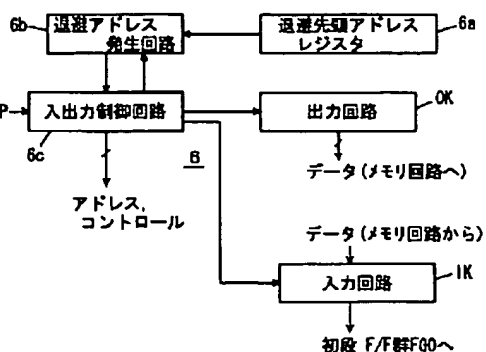 6b
退避アドレス
発生回路
退避先頭アドレス
レジスタ
6a
P
入出力制御回路
6c
出力回路
OK
6
データ(メモリ回路へ)
アドレス,
コントロール
データ(メモリ回路から)
入力回路
IK
初段 F/F群FG0へ